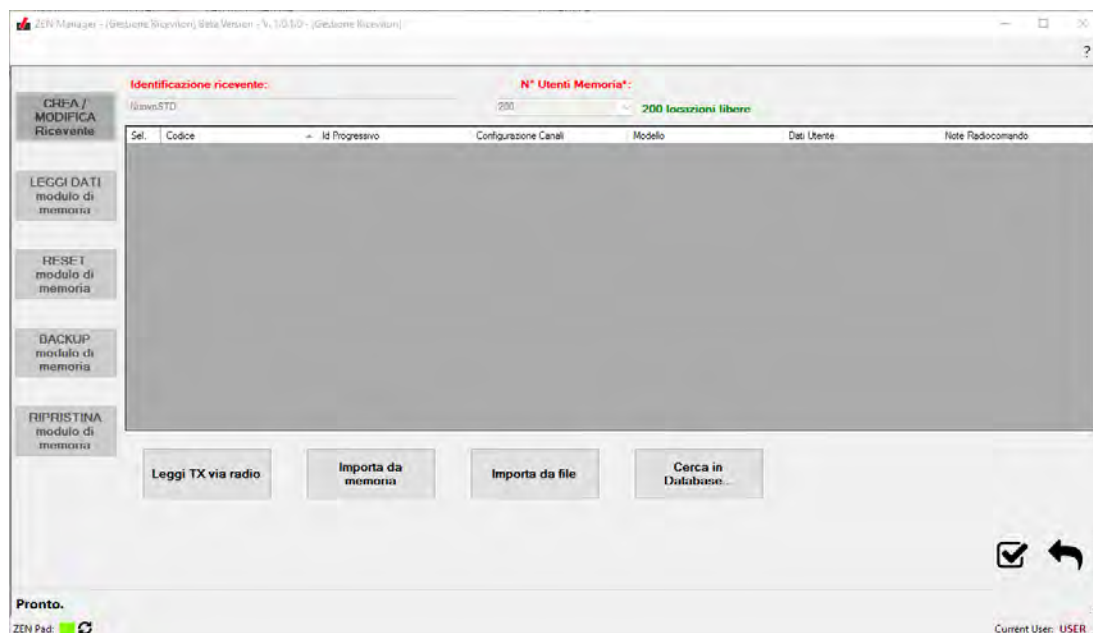 ZEN Manager - [Gestione Ricevitori] Beta Version - V. 1.0.1.0 - [Gestione Ricevitori]
?
Identificazione ricevente:
N° Utenti Memoria*:
NuovoSTD
200
200 locazioni libere
CREA /
MODIFICA
Ricevente
Sel.
Codice
Id Progressivo
Configurazione Canali
Modello
Dati Utente
Note Radiocomando
LEGGI DATI
modulo di
memoria
RESET
modulo di
memoria
BACKUP
modulo di
memoria
RIPRISTINA
modulo di
memoria
Leggi TX via radio
Importa da
memoria
Importa da file
Cerca in
Database...
Pronto.
ZEN Pad:
Current User: USER